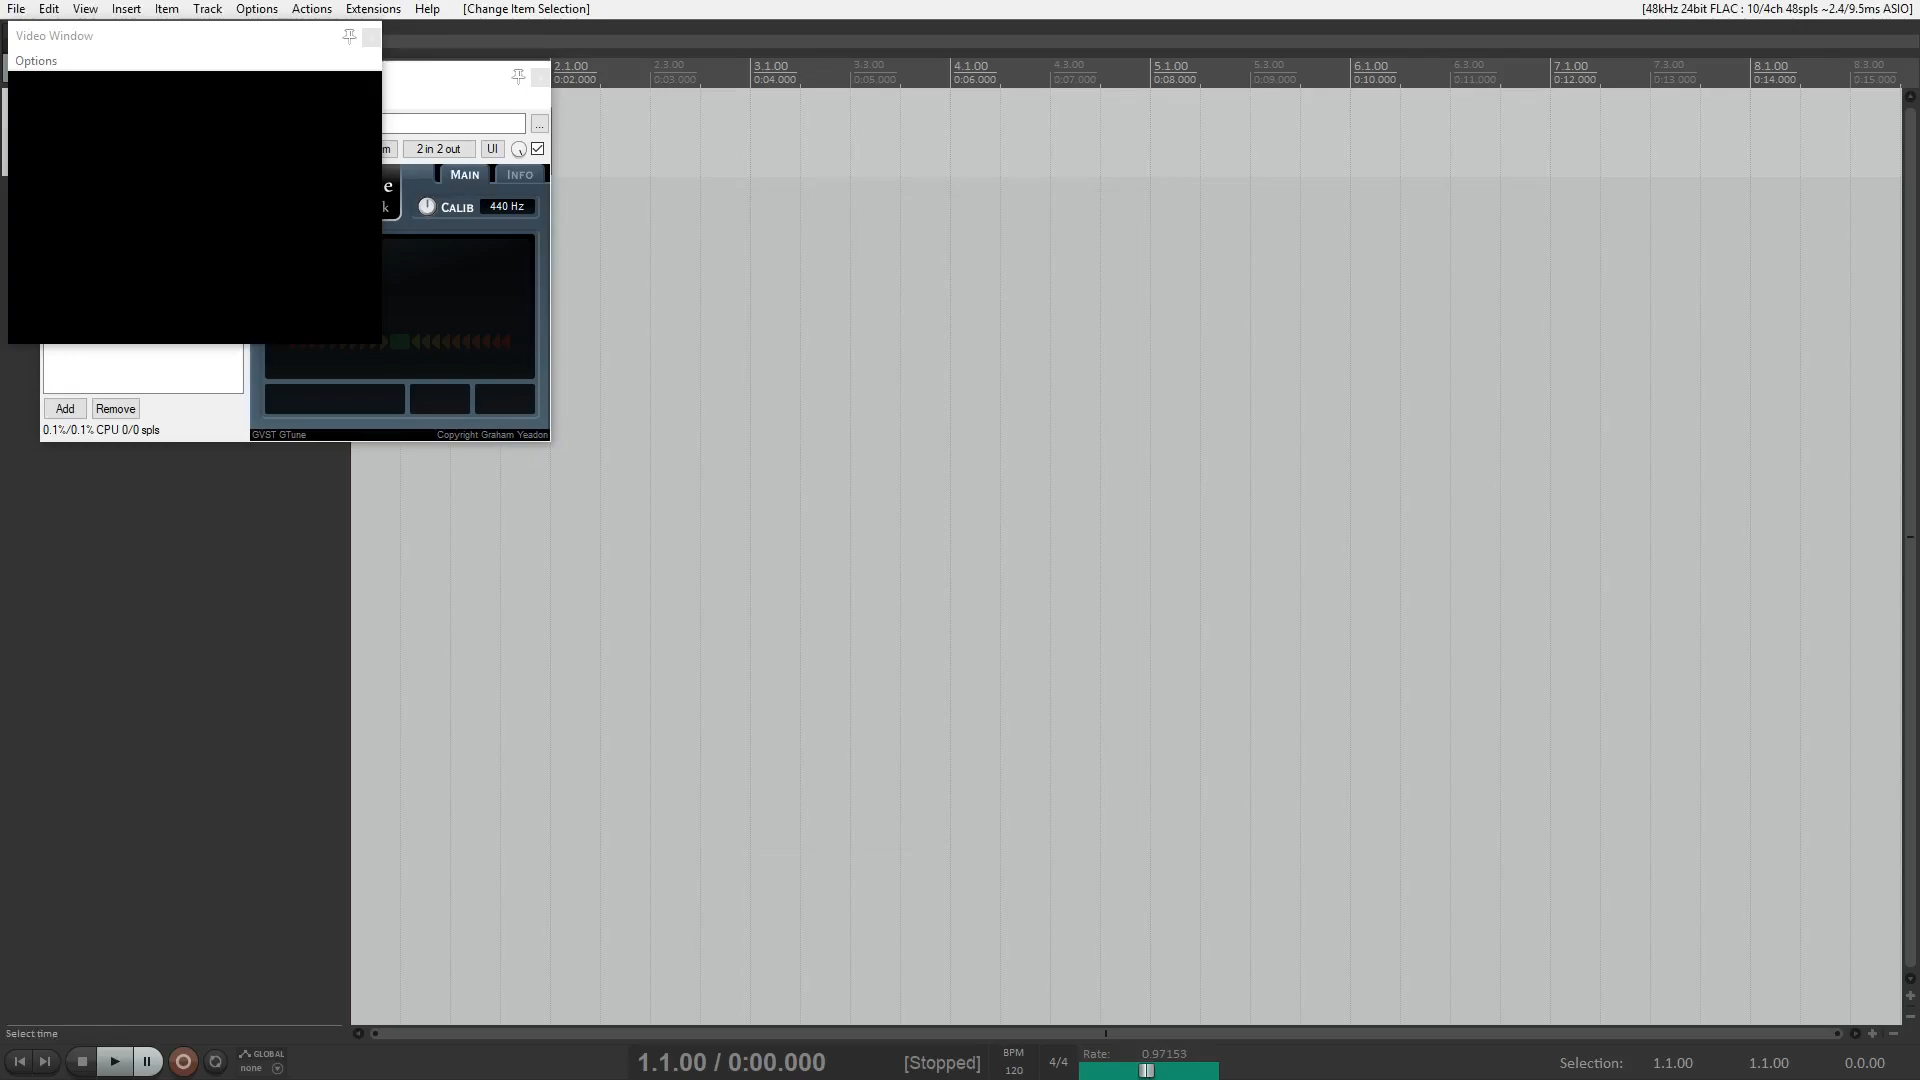 File Edit View Insert Item Track Options Actions Extensions Help [Change Item Selection] [48kHz 24bit FLAC : 10/4ch 48spls ~2.4/9.5ms ASIO]
Video Window
Options
2.1.00 2.3.00 3.1.00 3.3.00 4.1.00 4.3.00 5.1.00 5.3.00 6.1.00 6.3.00 7.1.00 7.3.00 8.1.00 8.3.00
0:02.000 0:03.000 0:04.000 0:05.000 0:06.000 0:07.000 0:08.000 0:09.000 0:10.000 0:11.000 0:12.000 0:13.000 0:14.000 0:15.000
...
m 2 in 2 out UI
MAIN INFO
e
k CALIB 440 Hz
Add Remove
0.1%/0.1% CPU 0/0 spls
GVST GTune Copyright Graham Yeadon
Select time
GLOBAL
none
1.1.00 / 0:00.000 [Stopped]
BPM
120
4/4
Rate: 0.97153
Selection: 1.1.00 1.1.00 0.0.00